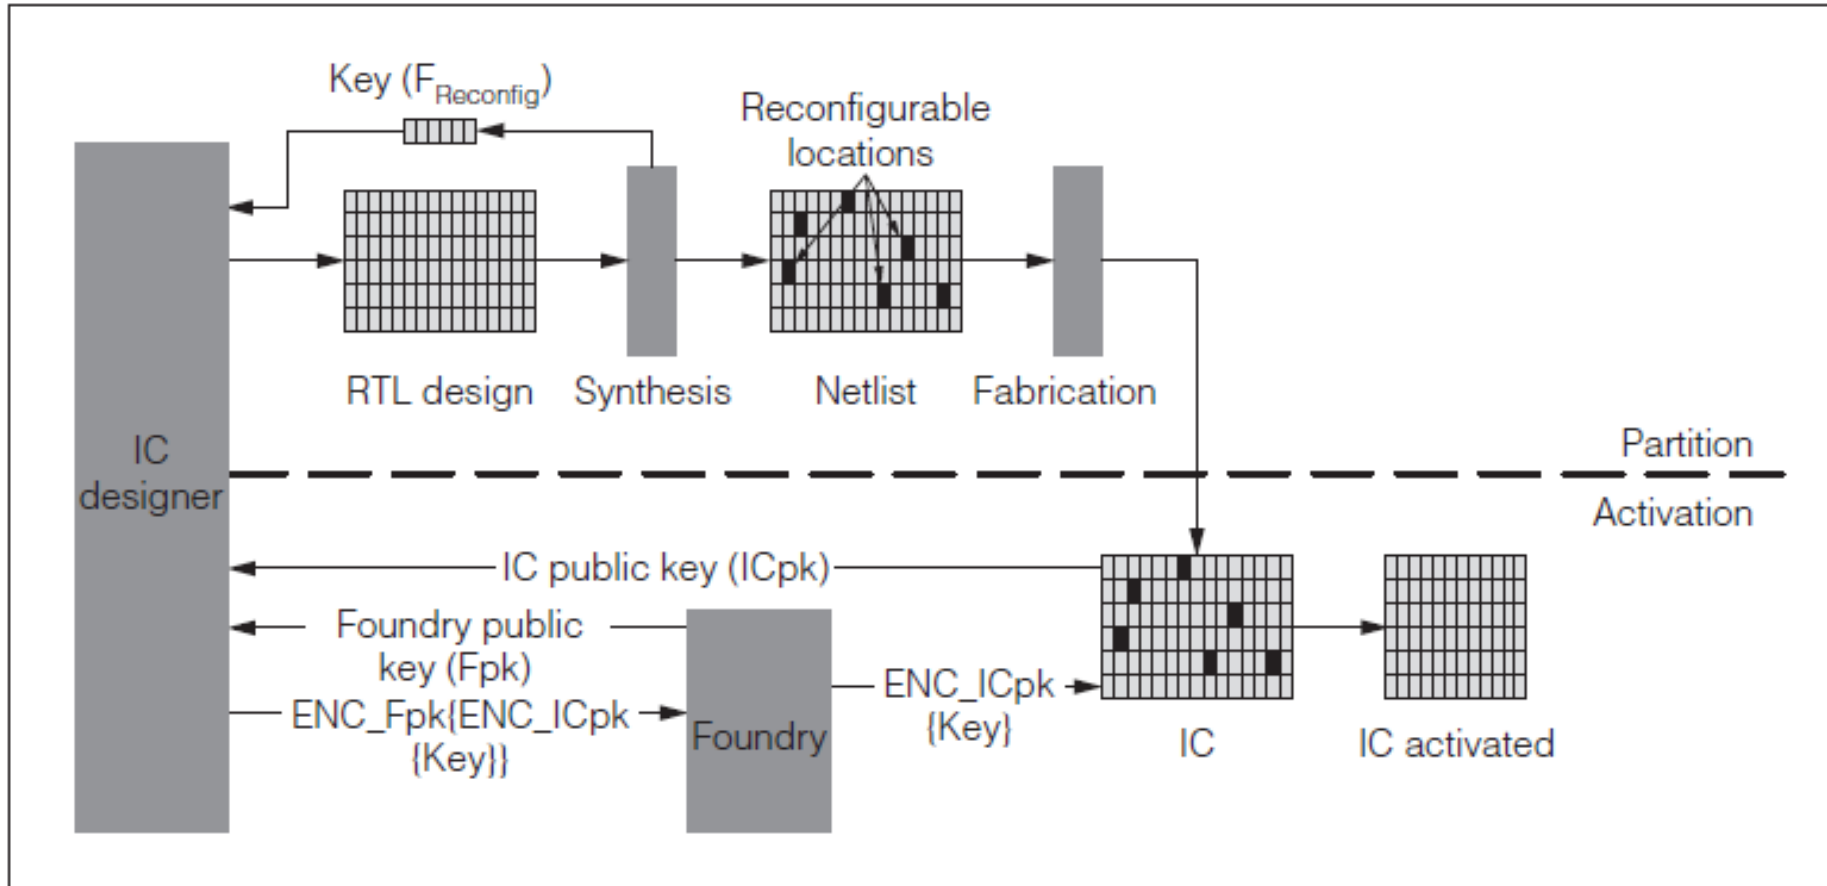 Key (F_Reconfig)
Reconfigurable
locations
RTL design
Synthesis
Netlist
Fabrication
IC
designer
Partition
Activation
IC public key (ICpk)
Foundry public
key (Fpk)
ENC_Fpk{ENC_ICpk
{Key}}
Foundry
ENC_ICpk
{Key}
IC
IC activated